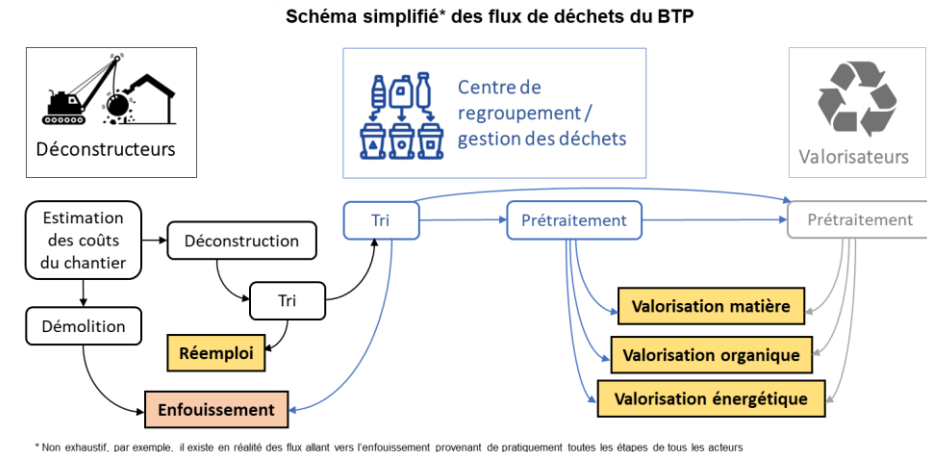 Schéma simplifié* des flux de déchets du BTP
Déconstructeurs
Centre de
regroupement /
gestion des déchets
Valorisateurs
Estimation
des coûts
du chantier
Déconstruction
Tri
Prétraitement
Prétraitement
Tri
Démolition
Réemploi
Enfouissement
Valorisation matière
Valorisation organique
Valorisation énergétique
* Non exhaustif, par exemple, il existe en réalité des flux allant vers l'enfouissement provenant de pratiquement toutes les étapes de tous les acteurs